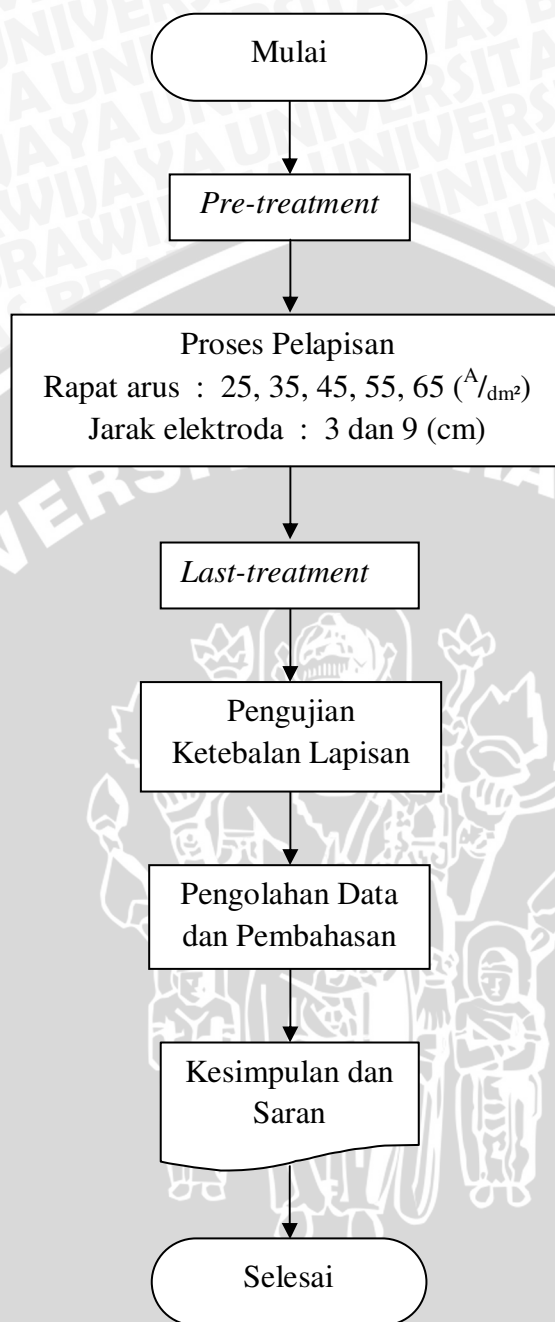 Mulai
Pre-treatment
Proses Pelapisan
Rapat arus : 25, 35, 45, 55, 65 (A/dm²)
Jarak elektroda : 3 dan 9 (cm)
Last-treatment
Pengujian
Ketebalan Lapisan
Pengolahan Data
dan Pembahasan
Kesimpulan dan
Saran
Selesai